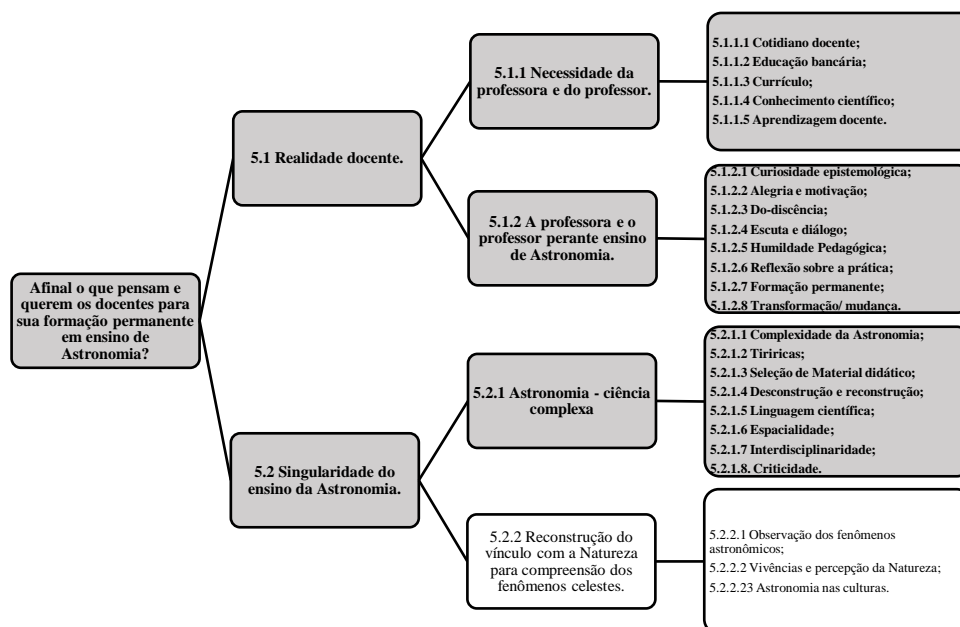 Afinal o que pensam e
querem os docentes para
sua formação permanente
em ensino de
Astronomia?
5.1 Realidade docente.
5.1.1 Necessidade da
professora e do professor.
5.1.1.1 Cotidiano docente;
5.1.1.2 Educação bancária;
5.1.1.3 Currículo;
5.1.1.4 Conhecimento científico;
5.1.1.5 Aprendizagem docente.
5.1.2 A professora e o
professor perante ensino
de Astronomia.
5.1.2.1 Curiosidade epistemológica;
5.1.2.2 Alegria e motivação;
5.1.2.3 Do-discência;
5.1.2.4 Escuta e diálogo;
5.1.2.5 Humildade Pedagógica;
5.1.2.6 Reflexão sobre a prática;
5.1.2.7 Formação permanente;
5.1.2.8 Transformação/ mudança.
5.2 Singularidade do
ensino da Astronomia.
5.2.1 Astronomia - ciência
complexa
5.2.1.1 Complexidade da Astronomia;
5.2.1.2 Tiriricas;
5.2.1.3 Seleção de Material didático;
5.2.1.4 Desconstrução e reconstrução;
5.2.1.5 Linguagem científica;
5.2.1.6 Espacialidade;
5.2.1.7 Interdisciplinaridade;
5.2.1.8. Criticidade.
5.2.2 Reconstrução do
vínculo com a Natureza
para compreensão dos
fenômenos celestes.
5.2.2.1 Observação dos fenômenos
astronômicos;
5.2.2.2 Vivências e percepção da Natureza;
5.2.2.23 Astronomia nas culturas.